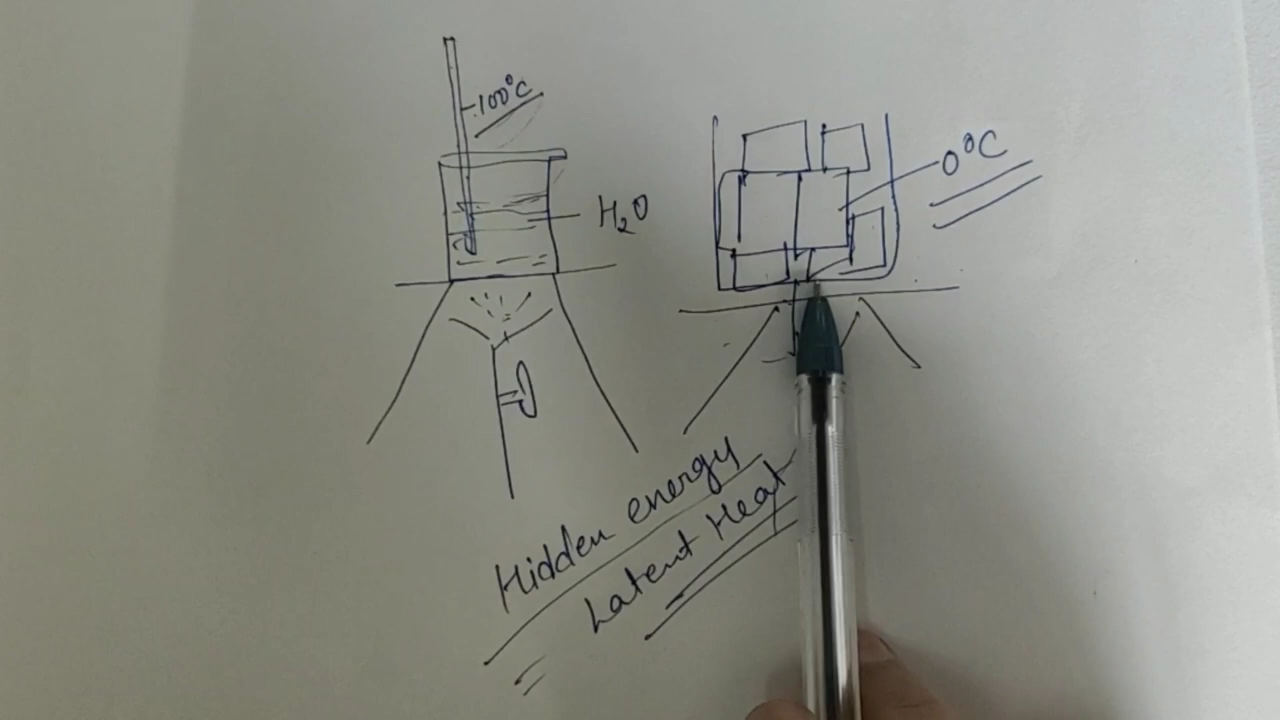 100°C
0°C
H₂O
Hidden energy
Latent Heat